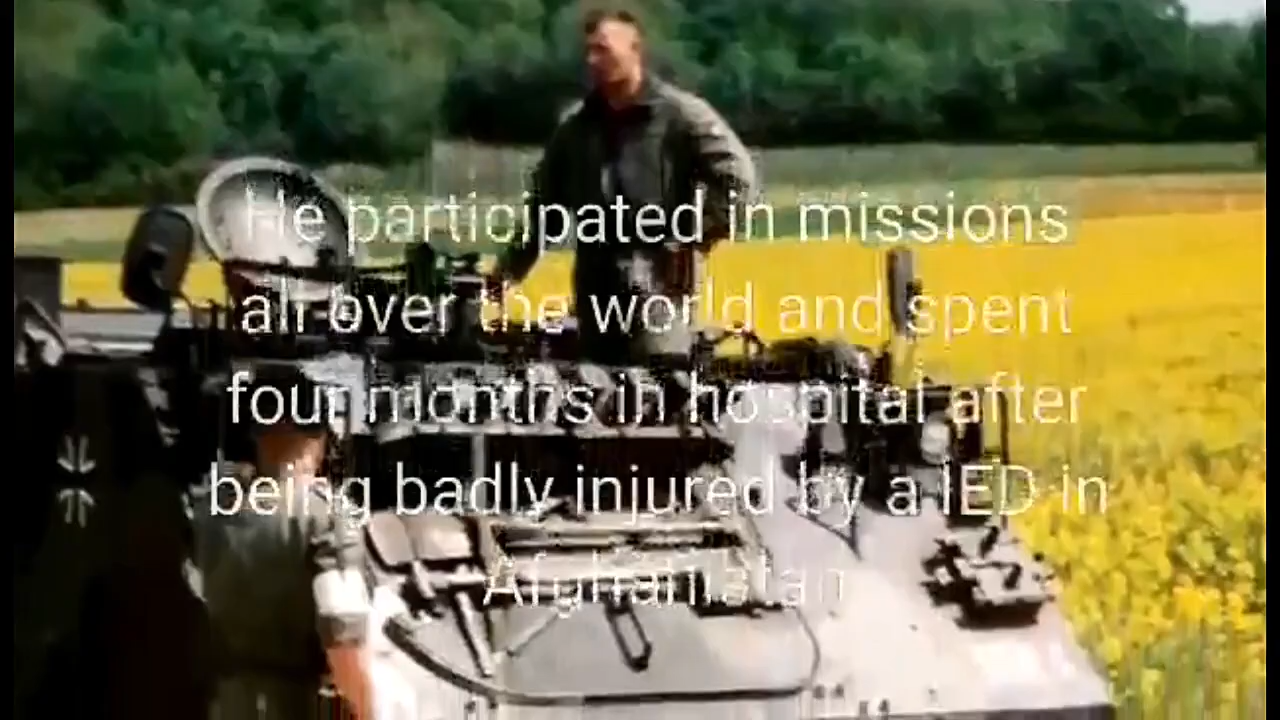 He participated in missions
all over the world and spent
four months in hospital after
being badly injured by a IED in
Afghanistan